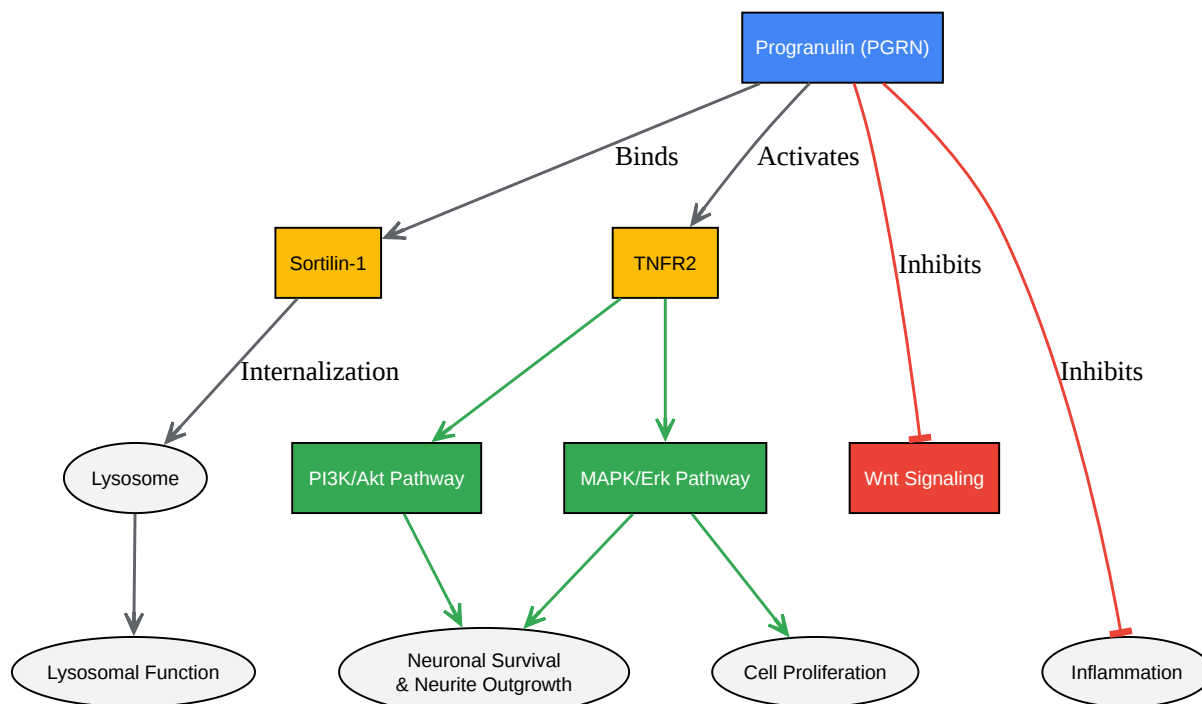 Progranulin (PGRN)
Binds
Activates
Sortilin-1
TNFR2
Inhibits
Internalization
Inhibits
Lysosome
PI3K/Akt Pathway
MAPK/Erk Pathway
Wnt Signaling
Lysosomal Function
Neuronal Survival
& Neurite Outgrowth
Cell Proliferation
Inflammation